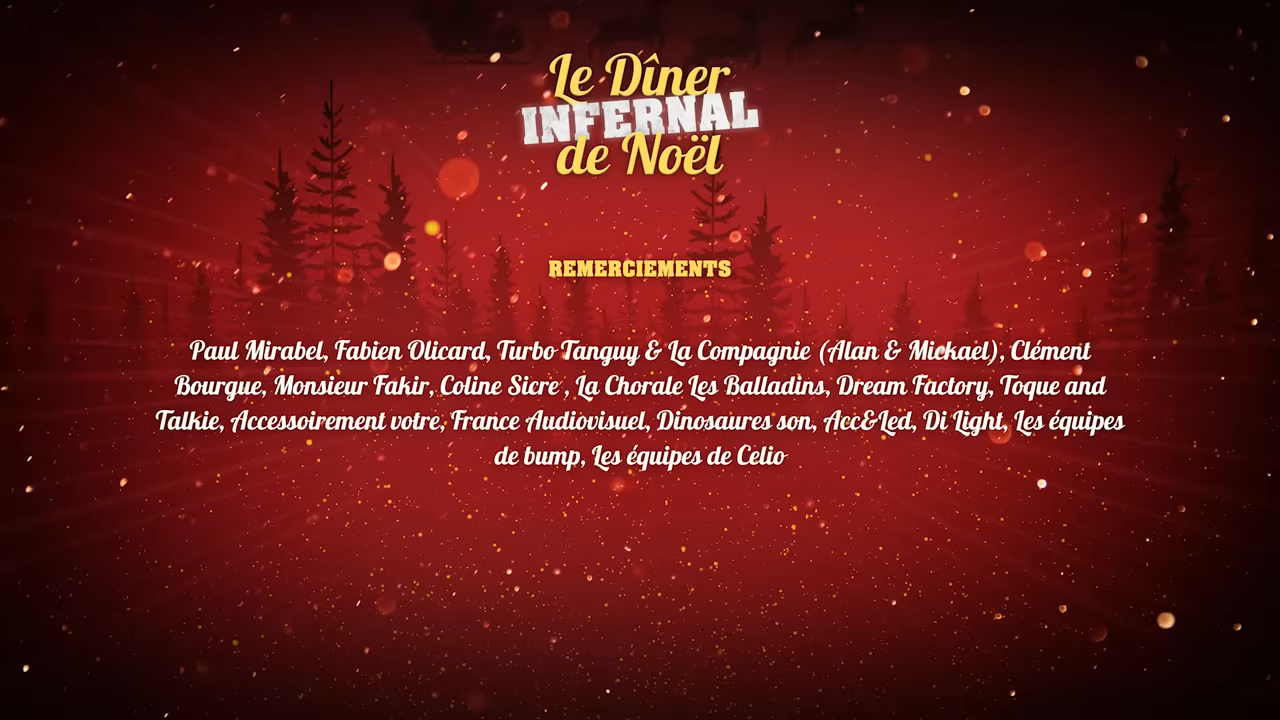 Le Dîner
INFERNAL
de Noël
REMERCIEMENTS
Paul Mirabel, Fabien Olicard, Turbo Tanguy & La Compagnie (Alan & Mickael), Clément
Bourgue, Monsieur Fakir, Coline Sicre , La Chorale Les Balladins, Dream Factory, Toque and
Talkie, Accessoirement votre, France Audiovisuel, Dinosaures son, Acc&Led, Di Light, Les équipes
de bump, Les équipes de Celio